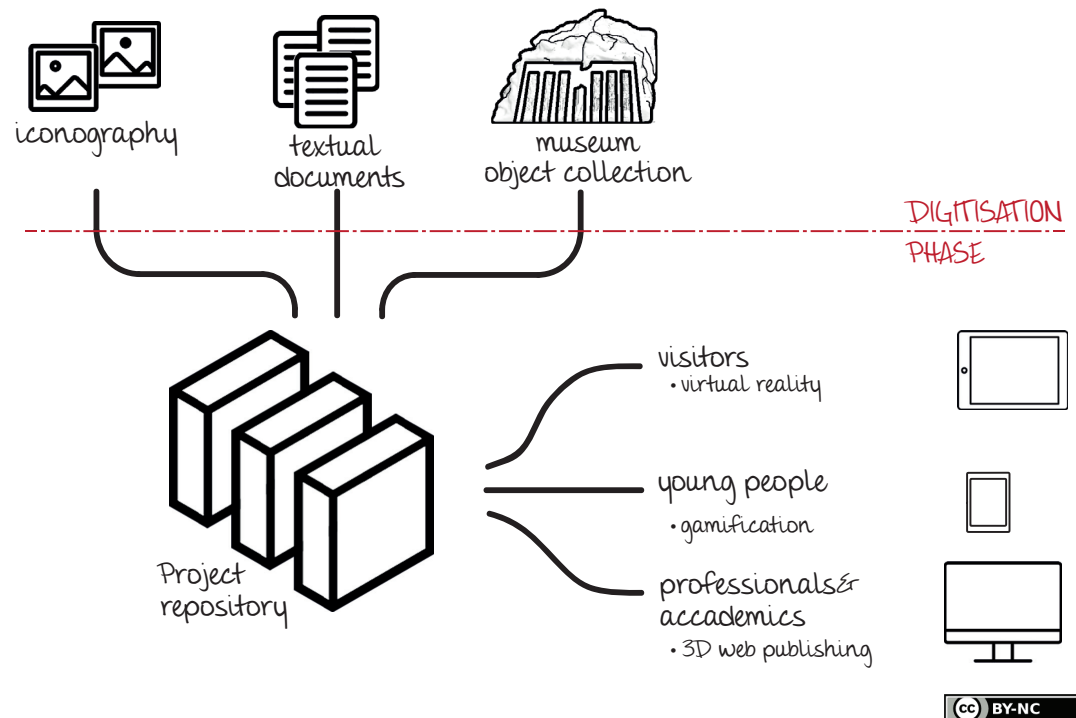 iconography
textual
documents
museum
object collection
DIGITISATION
PHASE
visitors
• virtual reality
young people
• gamification
Project
repository
professionals&
accademics
• 3D web publishing
cc BY-NC